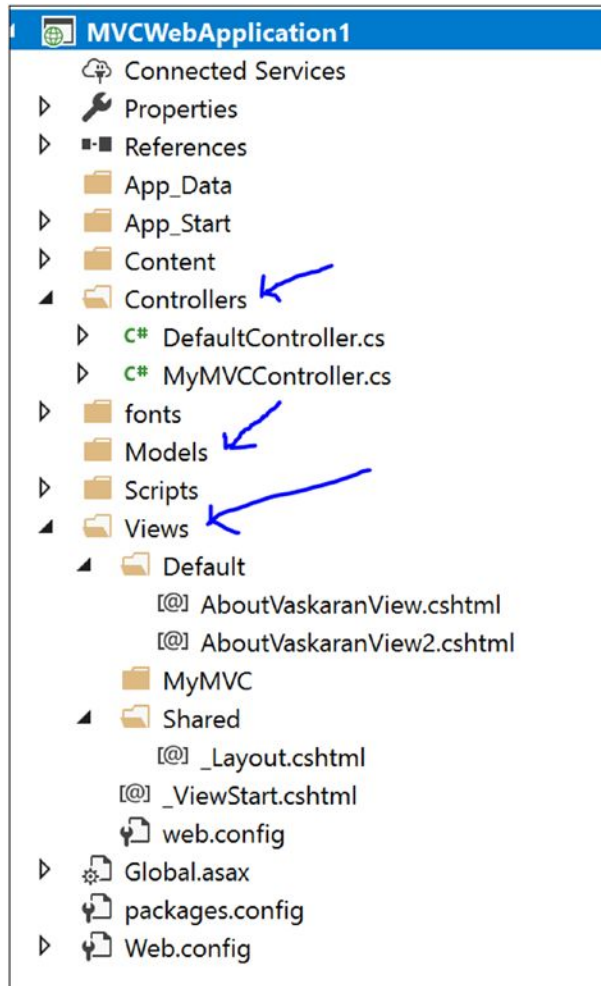 MVCWebApplication1
Connected Services
Properties
References
App_Data
App_Start
Content
Controllers
C# DefaultController.cs
C# MyMVCController.cs
fonts
Models
Scripts
Views
Default
[@] AboutVaskaranView.cshtml
[@] AboutVaskaranView2.cshtml
MyMVC
Shared
[@] _Layout.cshtml
[@] _ViewStart.cshtml
web.config
Global.asax
packages.config
Web.config